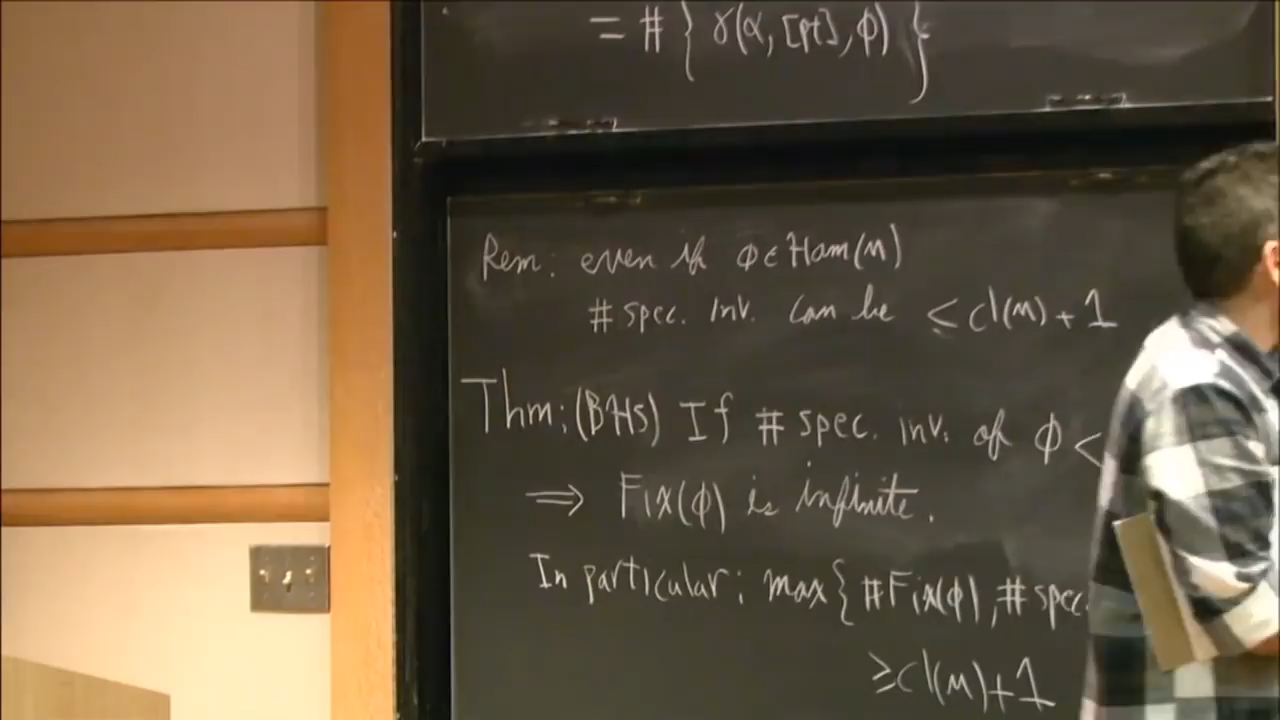 = # { γ(α, [pt], φ) }
Rem: even if φ ∈ Ham(M)
# spec. inv. can be ≤ cl(M) + 1
Thm: (BHS) If # spec. inv. of φ <
⟹ Fix(φ) is infinite.
In particular: max { #Fix(φ), # spec.
≥ cl(M) + 1